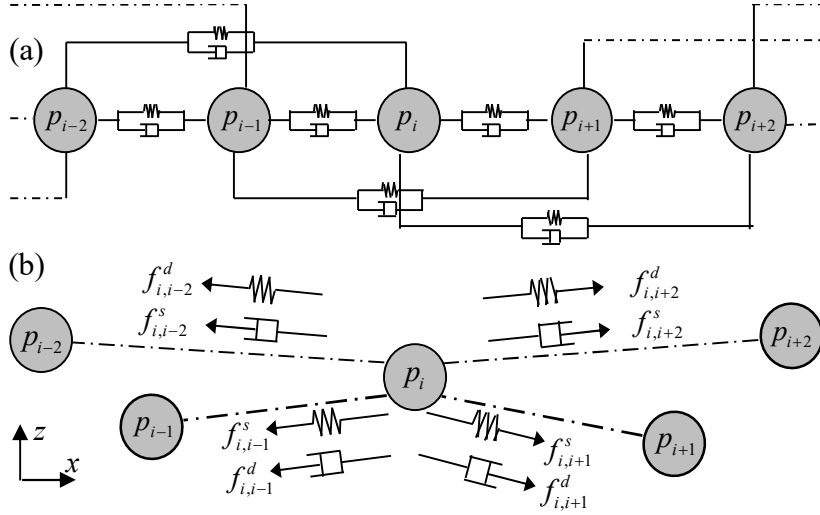 (a)
p_{i-2} p_{i-1} p_i p_{i+1} p_{i+2}
(b)
f^d_{i,i-2} f^d_{i,i+2}
f^s_{i,i-2} f^s_{i,i+2}
p_{i-2} p_i p_{i+2}
p_{i-1} f^s_{i,i-1} f^s_{i,i+1} p_{i+1}
z
f^d_{i,i-1} f^d_{i,i+1}
x